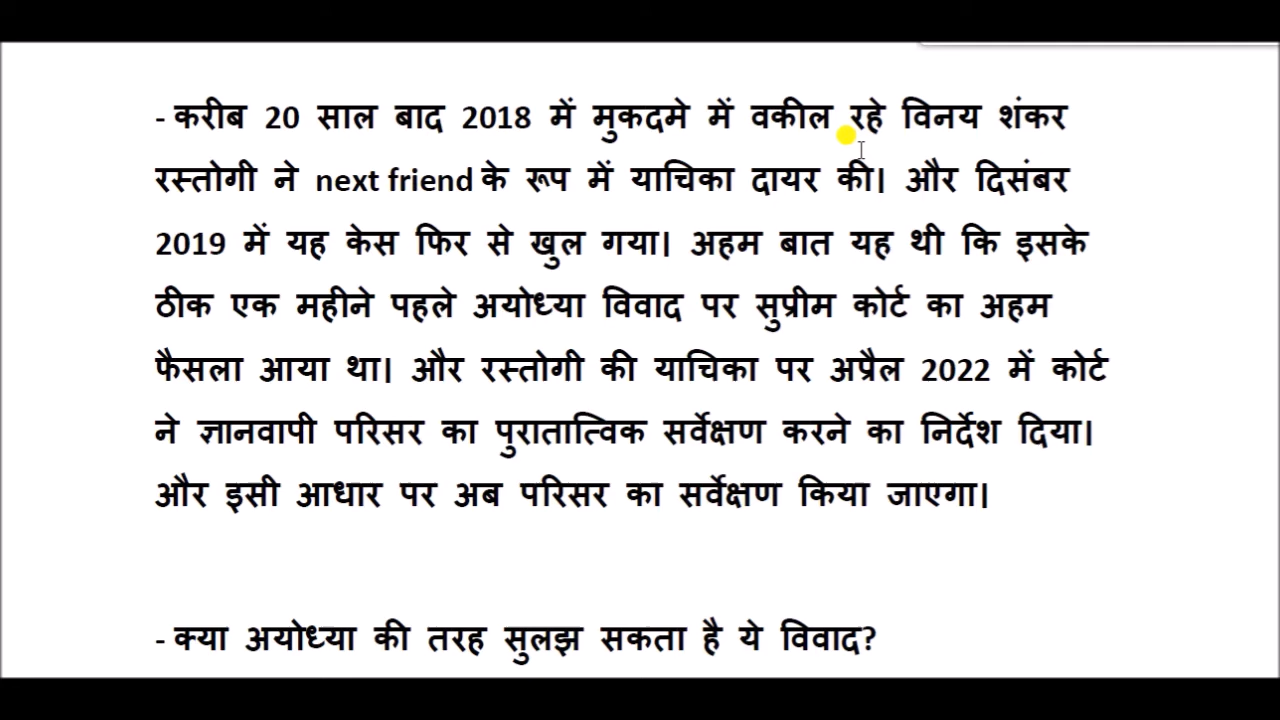 - करीब 20 साल बाद 2018 में मुकदमे में वकील रहे विनय शंकर
रस्तोगी ने next friend के रूप में याचिका दायर की। और दिसंबर
2019 में यह केस फिर से खुल गया। अहम बात यह थी कि इसके
ठीक एक महीने पहले अयोध्या विवाद पर सुप्रीम कोर्ट का अहम
फैसला आया था। और रस्तोगी की याचिका पर अप्रैल 2022 में कोर्ट
ने ज्ञानवापी परिसर का पुरातात्विक सर्वेक्षण करने का निर्देश दिया।
और इसी आधार पर अब परिसर का सर्वेक्षण किया जाएगा।
- क्या अयोध्या की तरह सुलझ सकता है ये विवाद?